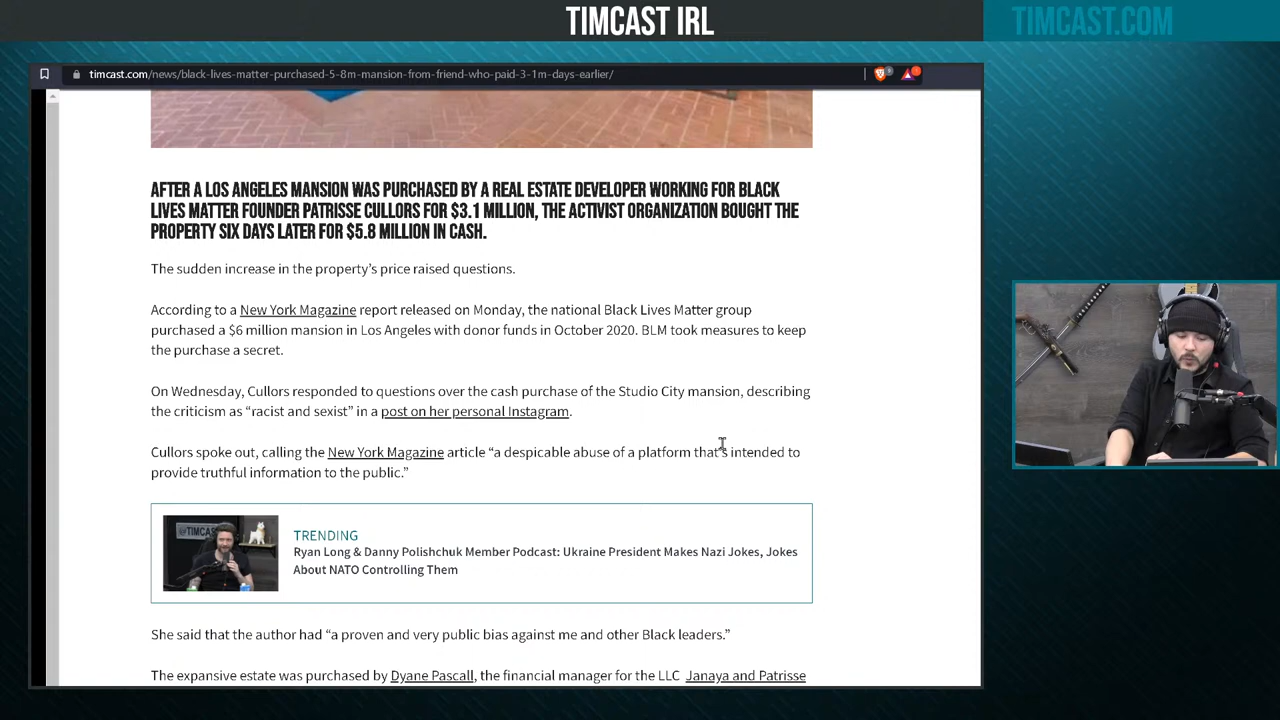 TIMCAST IRL
TIMCAST.COM
timcast.com/news/black-lives-matter-purchased-5-8m-mansion-from-friend-who-paid-3-1m-days-earlier/
AFTER A LOS ANGELES MANSION WAS PURCHASED BY A REAL ESTATE DEVELOPER WORKING FOR BLACK
LIVES MATTER FOUNDER PATRISSE CULLORS FOR $3.1 MILLION, THE ACTIVIST ORGANIZATION BOUGHT THE
PROPERTY SIX DAYS LATER FOR $5.8 MILLION IN CASH.
The sudden increase in the property's price raised questions.
According to a New York Magazine report released on Monday, the national Black Lives Matter group
purchased a $6 million mansion in Los Angeles with donor funds in October 2020. BLM took measures to keep
the purchase a secret.
On Wednesday, Cullors responded to questions over the cash purchase of the Studio City mansion, describing
the criticism as “racist and sexist” in a post on her personal Instagram.
Cullors spoke out, calling the New York Magazine article “a despicable abuse of a platform that's intended to
provide truthful information to the public.”
@TIMCAS
TRENDING
Ryan Long & Danny Polishchuk Member Podcast: Ukraine President Makes Nazi Jokes, Jokes
About NATO Controlling Them
She said that the author had “a proven and very public bias against me and other Black leaders.”
The expansive estate was purchased by Dyane Pascall, the financial manager for the LLC Janaya and Patrisse